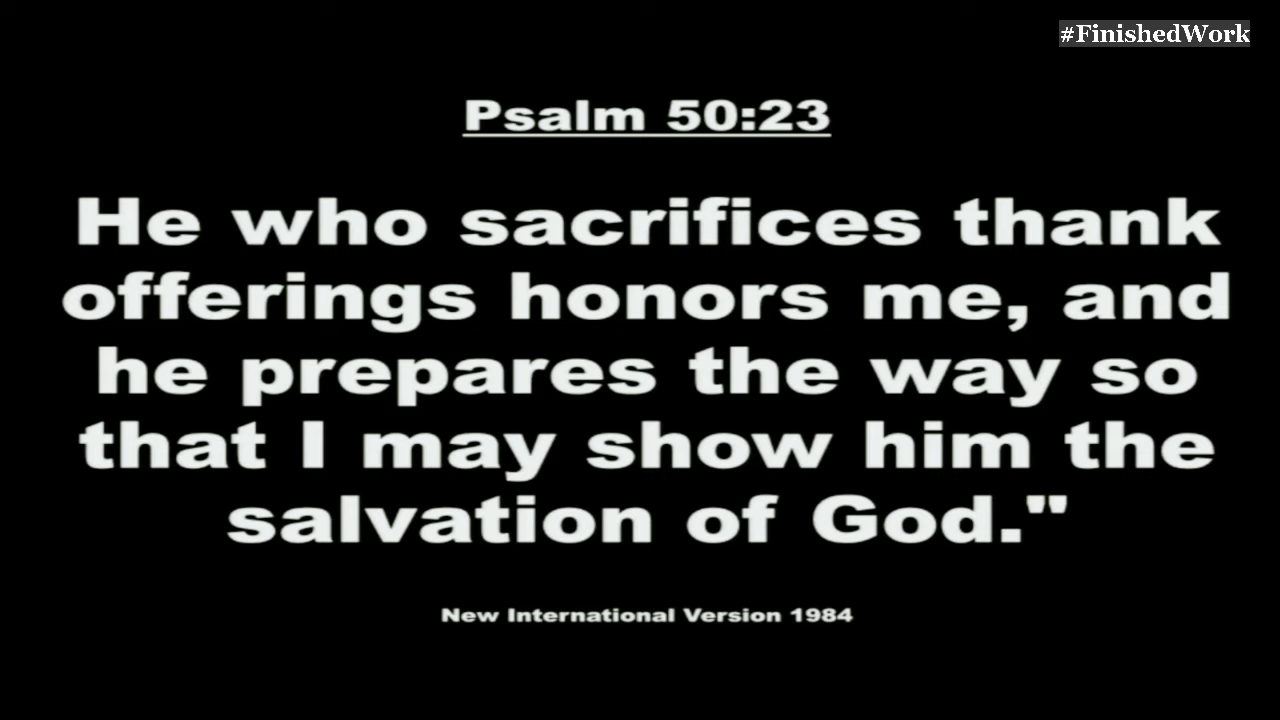 #FinishedWork
Psalm 50:23
He who sacrifices thank
offerings honors me, and
he prepares the way so
that I may show him the
salvation of God."
New International Version 1984